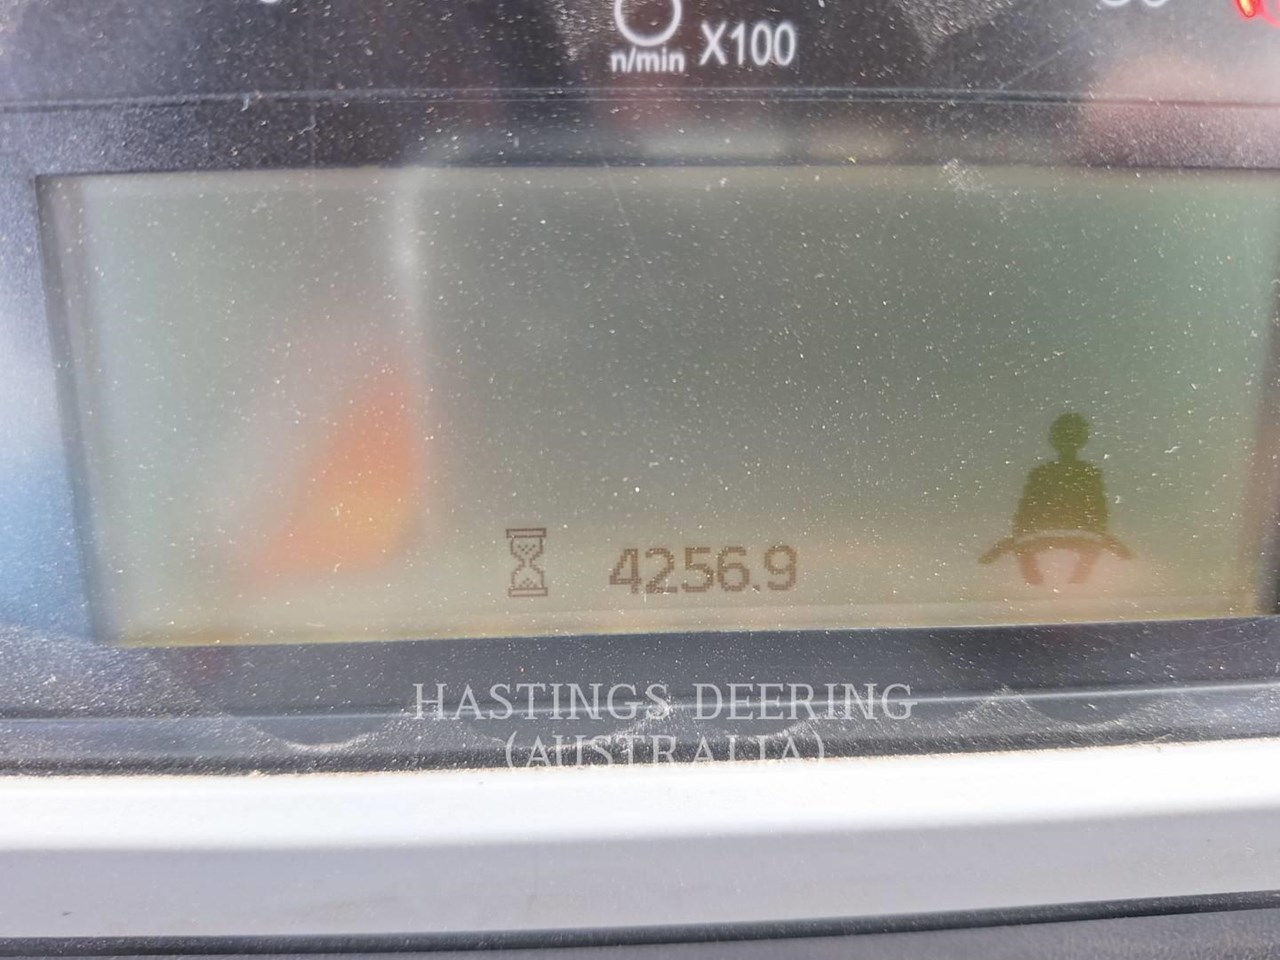 n/min X100
4256.9
HASTINGS DEERING
(AUSTRALIA)